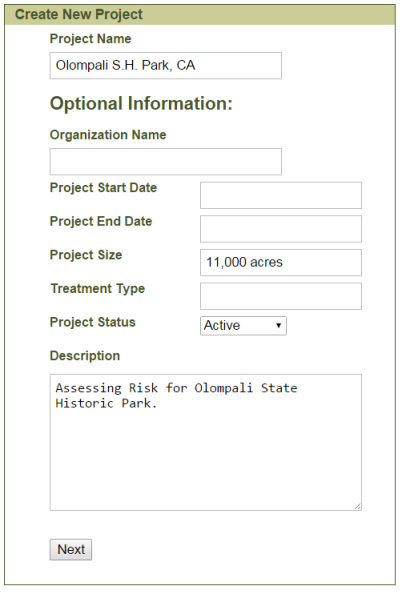 Create New Project
Project Name
Olompali S.H. Park, CA
Optional Information:
Organization Name
Project Start Date
Project End Date
Project Size
11,000 acres
Treatment Type
Project Status
Active
Description
Assessing Risk for Olompali State
Historic Park.
Next